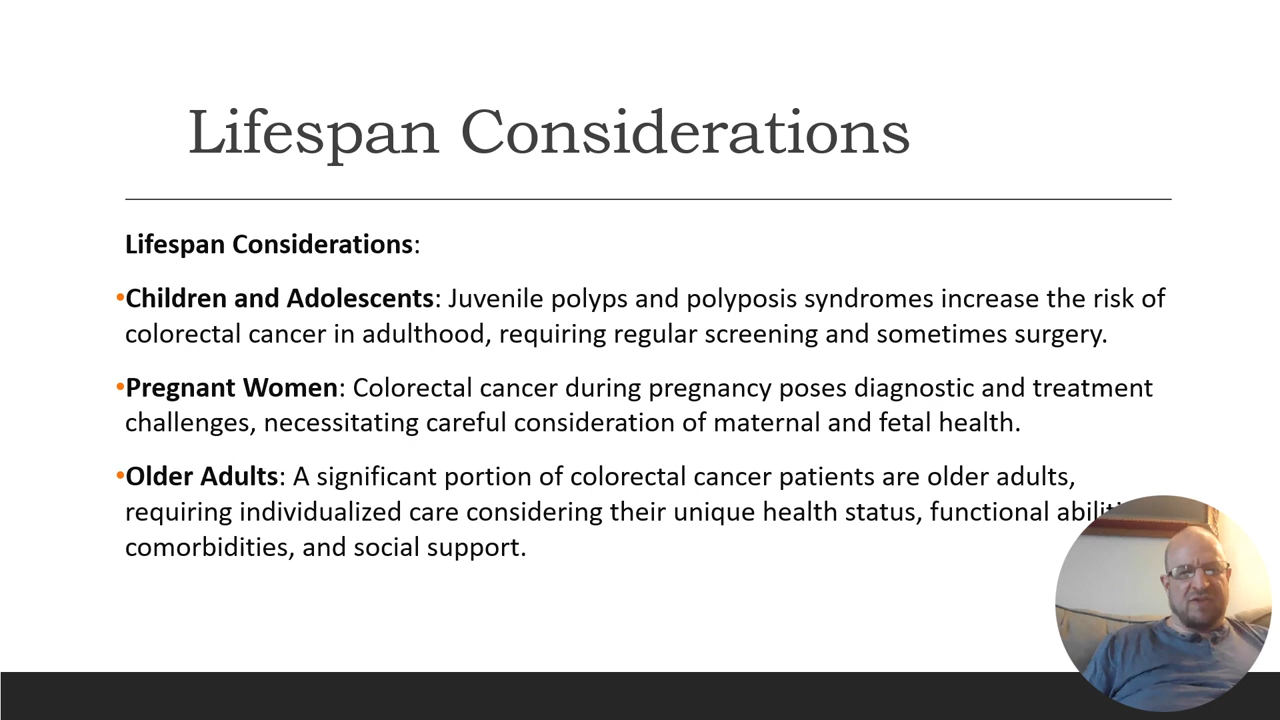 Lifespan Considerations
Lifespan Considerations:
•Children and Adolescents: Juvenile polyps and polyposis syndromes increase the risk of
colorectal cancer in adulthood, requiring regular screening and sometimes surgery.
•Pregnant Women: Colorectal cancer during pregnancy poses diagnostic and treatment
challenges, necessitating careful consideration of maternal and fetal health.
•Older Adults: A significant portion of colorectal cancer patients are older adults,
requiring individualized care considering their unique health status, functional
comorbidities, and social support.